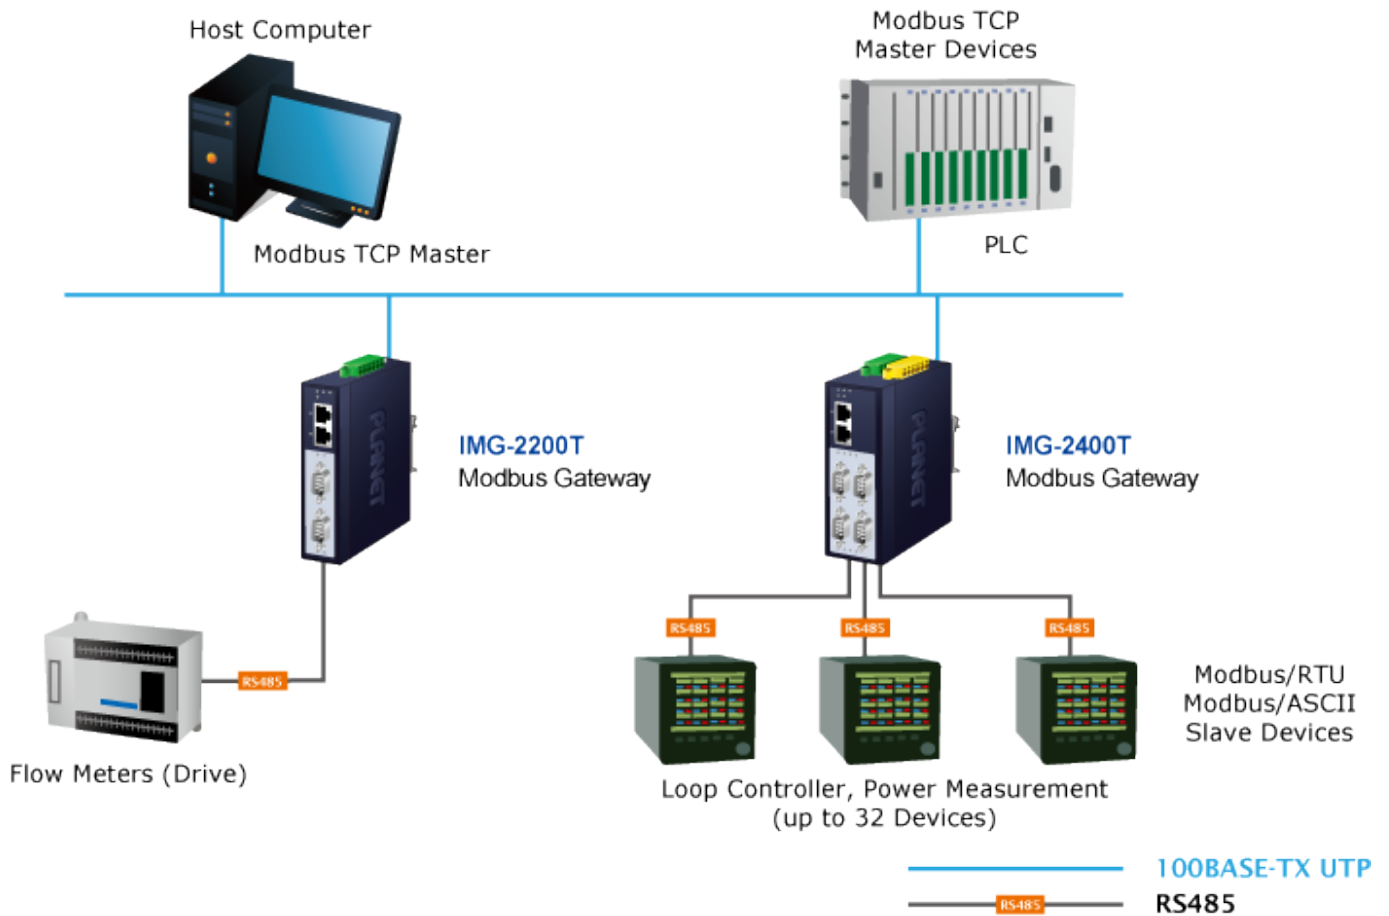 Host Computer
Modbus TCP
Master Devices
Modbus TCP Master
PLC
PLANET
IMG-2200T
Modbus Gateway
PLANET
IMG-2400T
Modbus Gateway
RS485
RS485
RS485
RS485
Modbus/RTU
Modbus/ASCII
Slave Devices
Flow Meters (Drive)
Loop Controller, Power Measurement
(up to 32 Devices)
100BASE-TX UTP
RS485
RS485